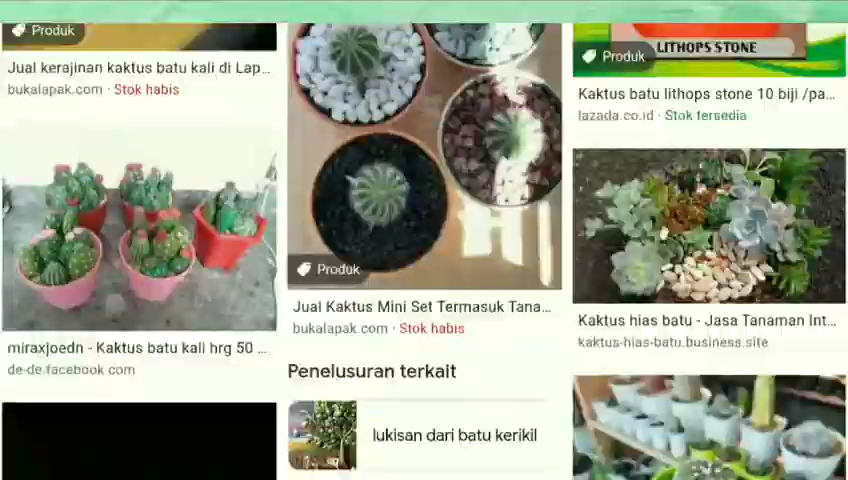 Produk
Jual kerajinan kaktus batu kali di Lap...
bukalapak.com · Stok habis
miraxjoedn - Kaktus batu kali hrg 50 ...
de-de.facebook.com
Produk
Jual Kaktus Mini Set Termasuk Tana...
bukalapak.com · Stok habis
Penelusuran terkait
lukisan dari batu kerikil
LITHOPS STONE
Produk
Kaktus batu lithops stone 10 biji /pa...
lazada.co.id · Stok tersedia
Kaktus hias batu - Jasa Tanaman Int...
kaktus-hias-batu.business.site